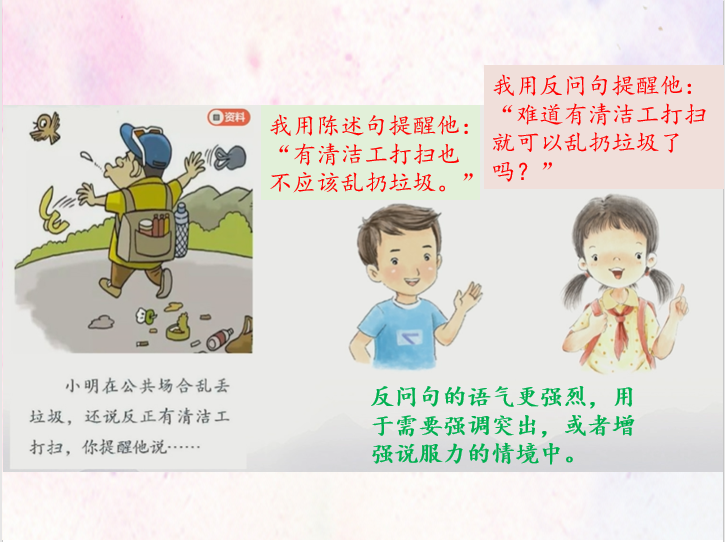 我用反问句提醒他：
“难道有清洁工打扫
就可以乱扔垃圾了
吗？”
资料
我用陈述句提醒他：
“有清洁工打扫也
不应该乱扔垃圾。”
小明在公共场合乱丢
垃圾，还说反正有清洁工
打扫，你提醒他说……
反问句的语气更强烈，用
于需要强调突出，或者增
强说服力的情境中。